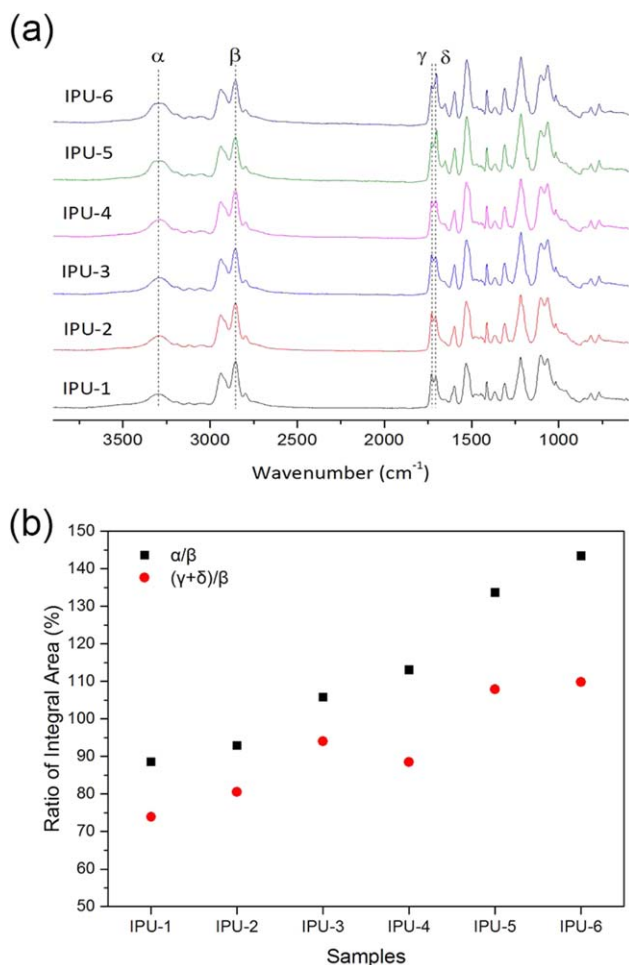 (a)
α β γ δ
IPU-6
IPU-5
IPU-4
IPU-3
IPU-2
IPU-1
3500 3000 2500 2000 1500 1000
Wavenumber (cm⁻¹)
(b)
150
α/β
140
(γ+δ)/β
130
120
110
100
90
80
70
60
50
Ratio of Integral Area (%)
IPU-1 IPU-2 IPU-3 IPU-4 IPU-5 IPU-6
Samples